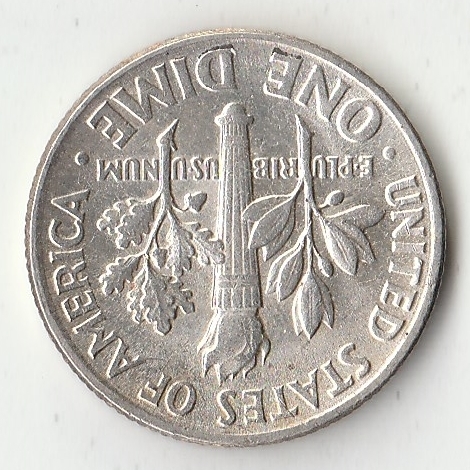 UNITED STATES OF AMERICA
E PLURIBUS UNUM
· ONE DIME ·